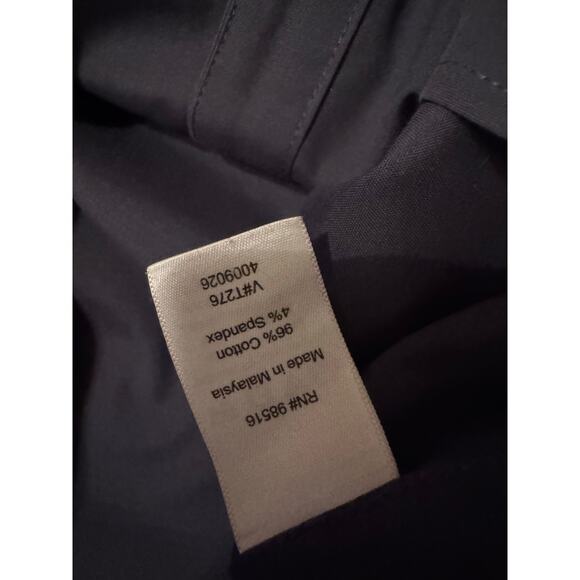 RN# 98516
Made in Malaysia
96% Cotton
4% Spandex
V#T276
4009026